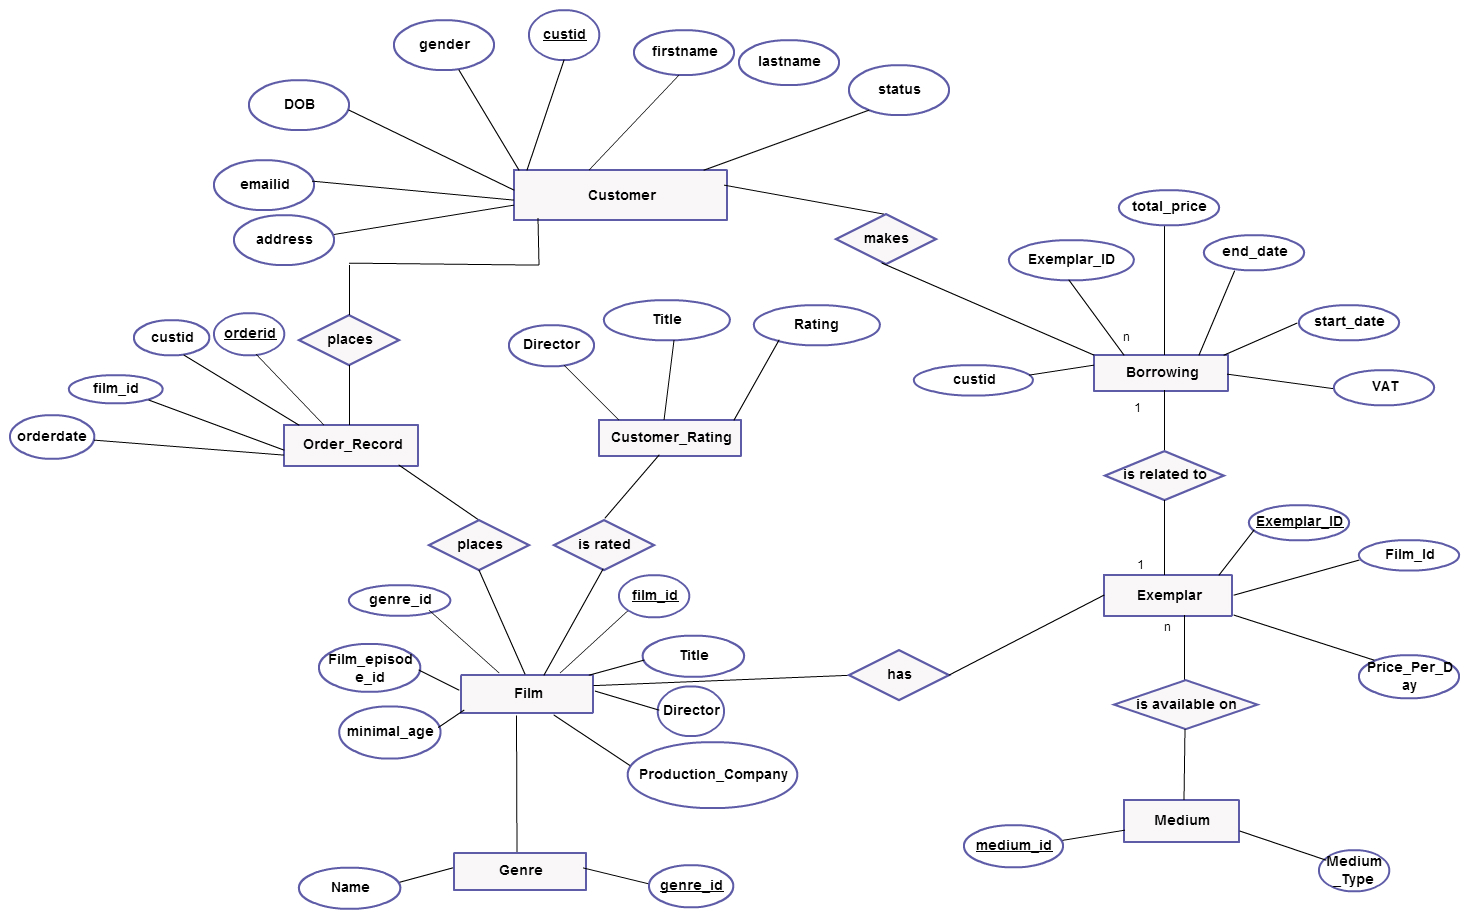 custid
gender
firstname
lastname
status
DOB
emailid
Customer
address
makes
total_price
Exemplar_ID
end_date
start_date
n
custid
Borrowing
VAT
1
places
custid
orderid
film_id
orderdate
Order_Record
Director
Title
Rating
Customer_Rating
is related to
places
is rated
Exemplar_ID
Film_Id
1
Exemplar
n
Price_Per_D
ay
genre_id
film_id
Film_episod
e_id
Title
Film
Director
minimal_age
Production_Company
has
is available on
Medium
medium_id
Medium
_Type
Genre
Name
genre_id